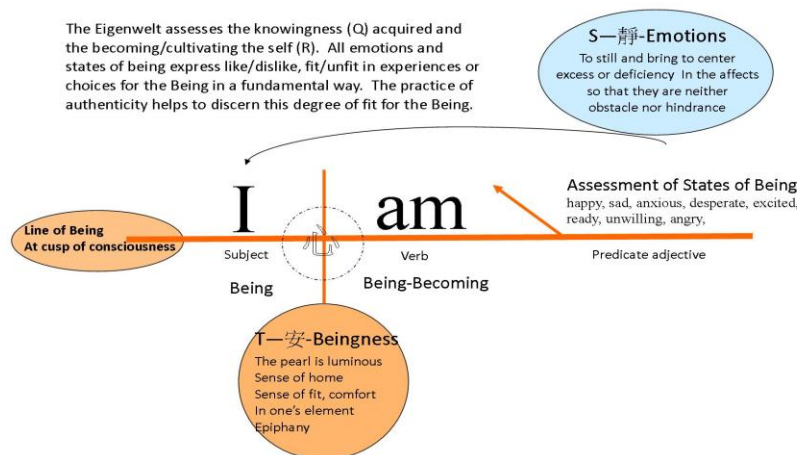 The Eigenwelt assesses the knowingness (Q) acquired and
the becoming/cultivating the self (R).  All emotions and
states of being express like/dislike, fit/unfit in experiences or
choices for the Being in a fundamental way.  The practice of
authenticity helps to discern this degree of fit for the Being.
S—靜-Emotions
To still and bring to center
excess or deficiency  In the affects
so that they are neither
obstacle nor hindrance
Assessment of States of Being
happy, sad, anxious, desperate, excited,
ready, unwilling, angry,
I
心
am
Line of Being
At cusp of consciousness
Subject
Verb
Predicate adjective
Being
Being-Becoming
T—安-Beingness
The pearl is luminous
Sense of home
Sense of fit, comfort
In one's element
Epiphany